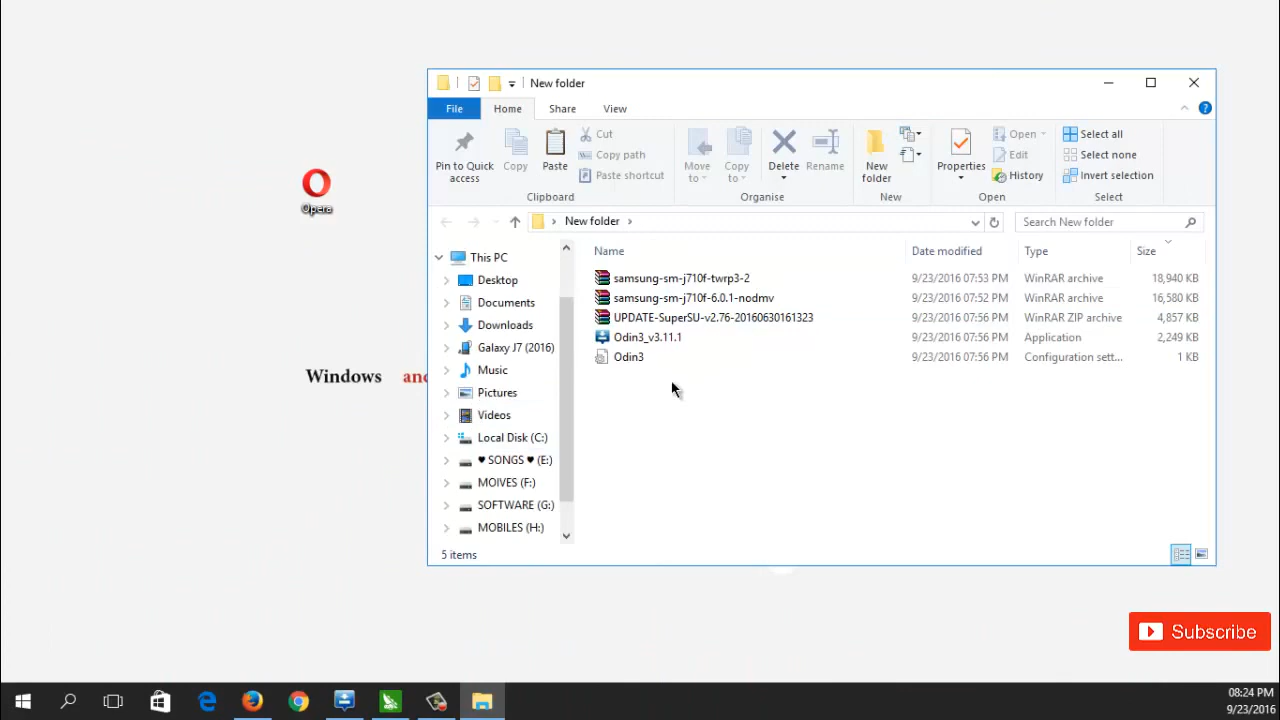 New folder
File Home Share View
Pin to Quick access
Copy
Paste
Cut
Copy path
Paste shortcut
Clipboard
Move to
Copy to
Delete
Rename
Organise
New folder
New
Properties
Open
Edit
History
Open
Select all
Select none
Invert selection
Select
New folder
Search New folder
This PC
Desktop
Documents
Downloads
Galaxy J7 (2016)
Music
Pictures
Videos
Local Disk (C:)
♥ SONGS ♥ (E:)
MOIVES (F:)
SOFTWARE (G:)
MOBILES (H:)
Name Date modified Type Size
samsung-sm-j710f-twrp3-2 9/23/2016 07:53 PM WinRAR archive 18,940 KB
samsung-sm-j710f-6.0.1-nodmv 9/23/2016 07:52 PM WinRAR archive 16,580 KB
UPDATE-SuperSU-v2.76-20160630161323 9/23/2016 07:56 PM WinRAR ZIP archive 4,857 KB
Odin3_v3.11.1 9/23/2016 07:56 PM Application 2,249 KB
Odin3 9/23/2016 07:56 PM Configuration sett... 1 KB
5 items
Opera
Windows and
Subscribe
08:24 PM
9/23/2016